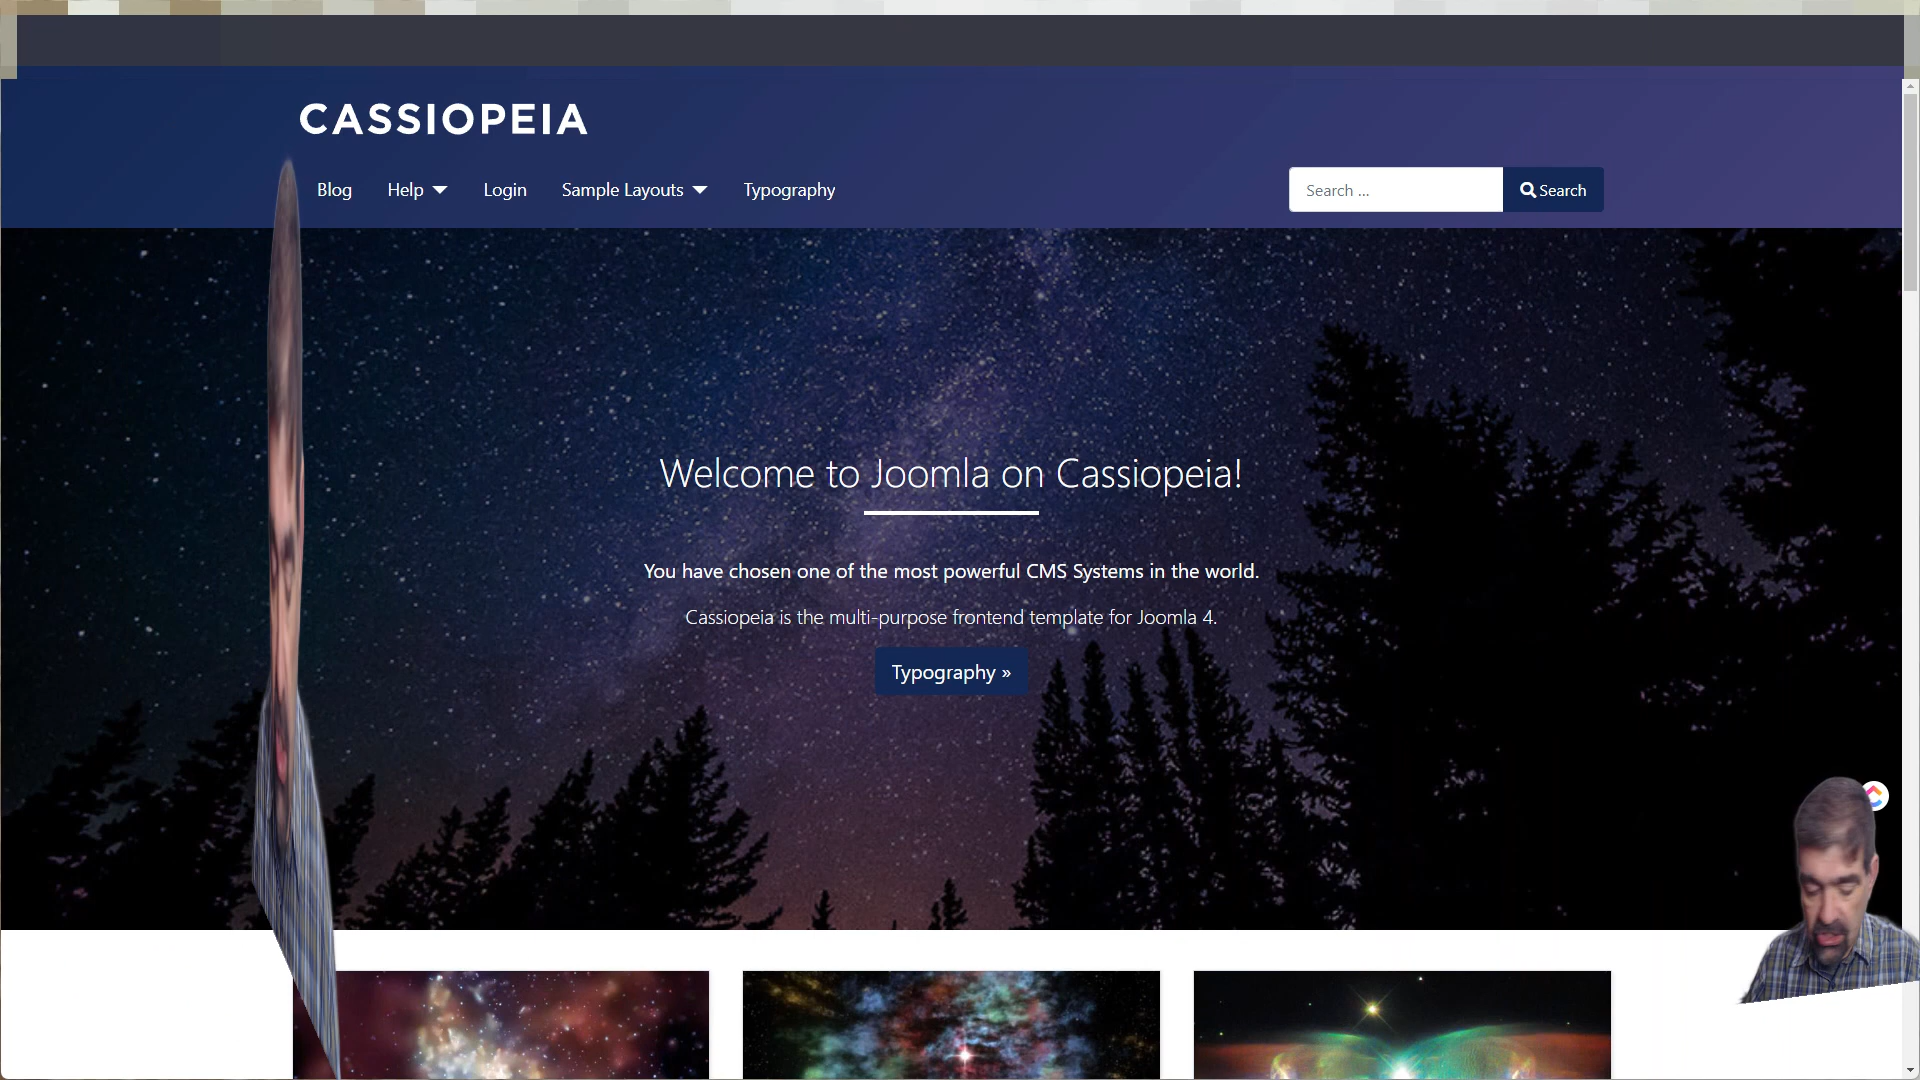 CASSIOPEIA
Blog Help Login Sample Layouts Typography
Search ... Search
Welcome to Joomla on Cassiopeia!
You have chosen one of the most powerful CMS Systems in the world.
Cassiopeia is the multi-purpose frontend template for Joomla 4.
Typography »